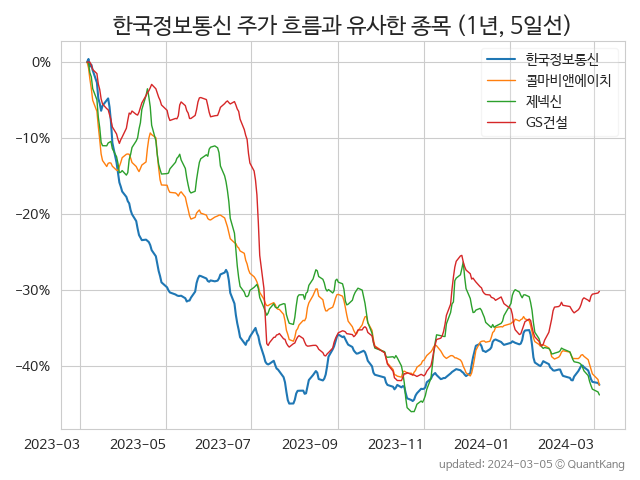 한국정보통신 주가 흐름과 유사한 종목 (1년, 5일선)
한국정보통신
콜마비앤에이치
제넥신
GS건설
0%
−10%
−20%
−30%
−40%
2023-03 2023-05 2023-07 2023-09 2023-11 2024-01 2024-03
updated: 2024-03-05 © QuantKang